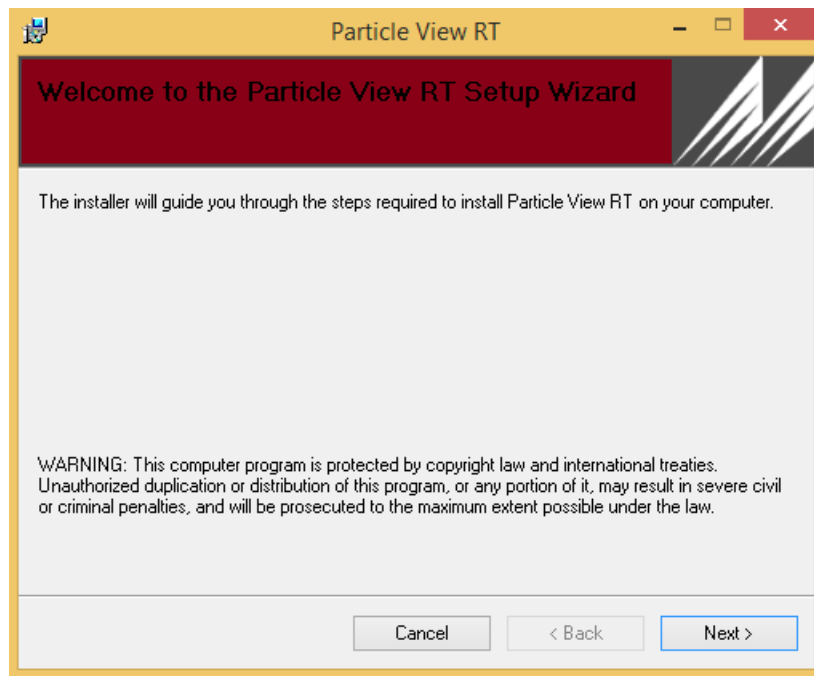 Particle View RT
Welcome to the Particle View RT Setup Wizard
The installer will guide you through the steps required to install Particle View RT on your computer.
WARNING: This computer program is protected by copyright law and international treaties.
Unauthorized duplication or distribution of this program, or any portion of it, may result in severe civil
or criminal penalties, and will be prosecuted to the maximum extent possible under the law.
Cancel
< Back
Next >